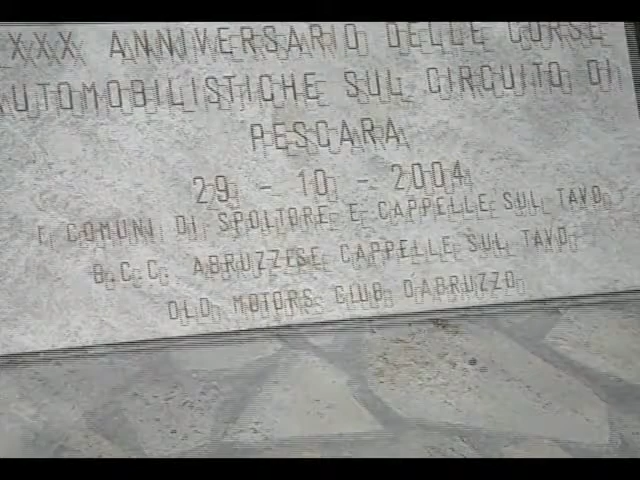 XXX ANNIVERSARIO DELLE CORSE
AUTOMOBILISTICHE SUL CIRCUITO DI
PESCARA
29 - 10 - 2004
I COMUNI DI SPOLTORE E CAPPELLE SUL TAVO
B.C.C. ABRUZZESE CAPPELLE SUL TAVO
OLD MOTORS CLUB D'ABRUZZO